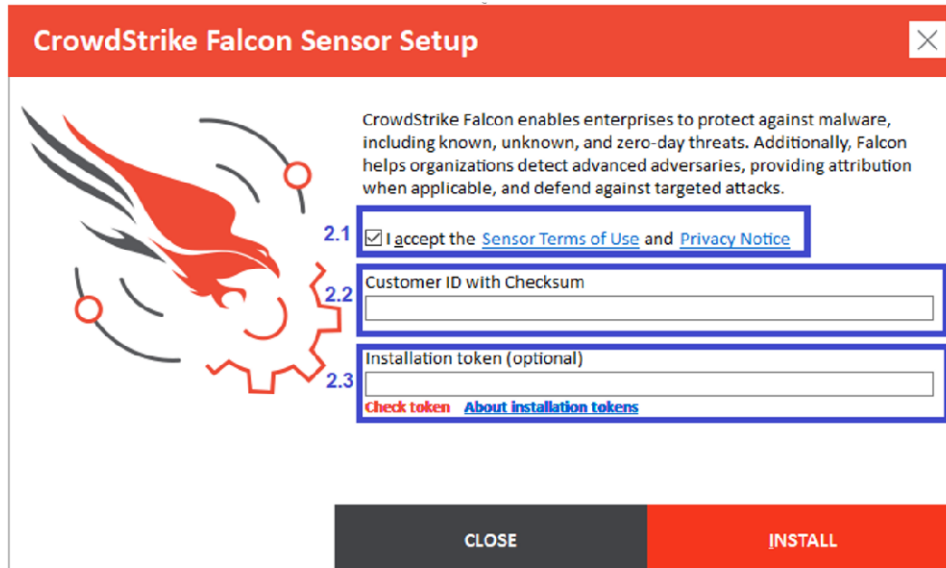 CrowdStrike Falcon Sensor Setup
CrowdStrike Falcon enables enterprises to protect against malware,
including known, unknown, and zero-day threats. Additionally, Falcon
helps organizations detect advanced adversaries, providing attribution
when applicable, and defend against targeted attacks.
2.1 I accept the Sensor Terms of Use and Privacy Notice
2.2 Customer ID with Checksum
2.3 Installation token (optional)
Check token About installation tokens
CLOSE INSTALL